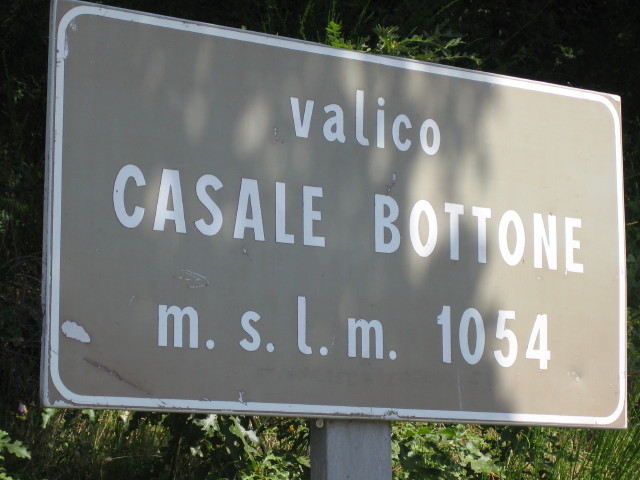 valico
CASALE BOTTONE
m. s. l. m. 1054